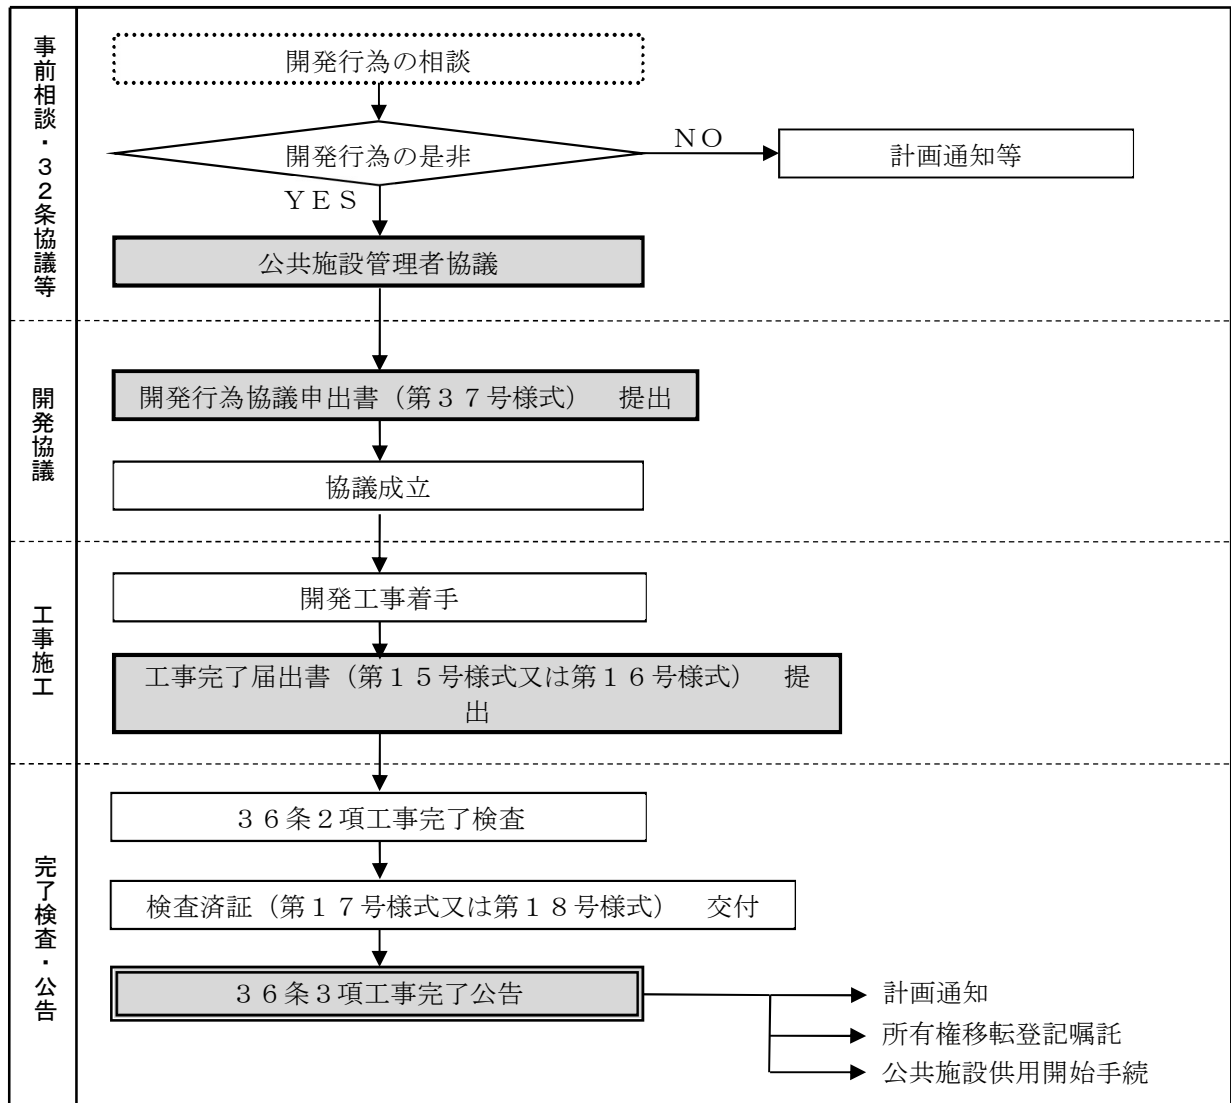 事前相談・３２条協議等
開発行為の相談
開発行為の是非
ＮＯ
計画通知等
ＹＥＳ
公共施設管理者協議
開発協議
開発行為協議申出書（第３７号様式）　提出
協議成立
工事施工
開発工事着手
工事完了届出書（第１５号様式又は第１６号様式）　提
出
完了検査・公告
３６条２項工事完了検査
検査済証（第１７号様式又は第１８号様式）　交付
３６条３項工事完了公告
計画通知
所有権移転登記嘱託
公共施設供用開始手続